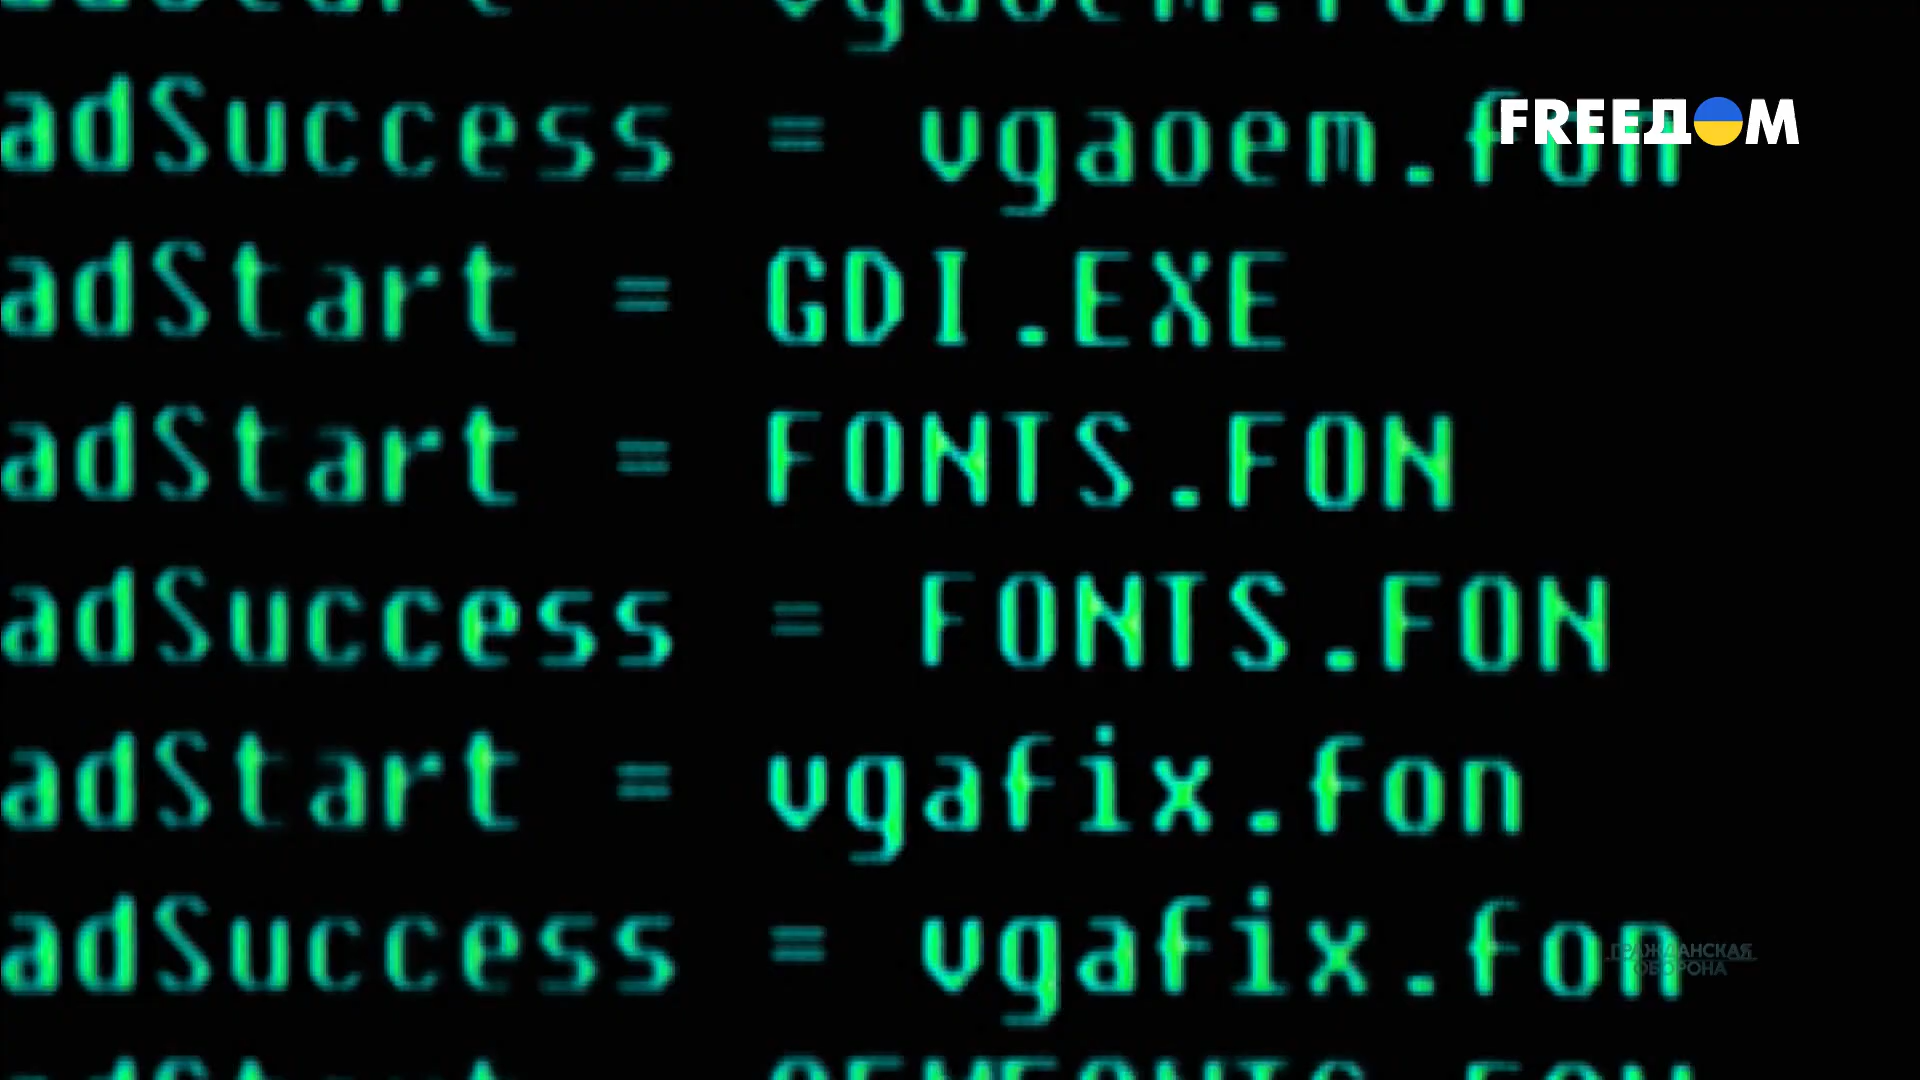 adSuccess = vgaoem.fon
FREEДOM
adStart = GDI.EXE
adStart = FONTS.FON
adSuccess = FONTS.FON
adStart = vgafix.fon
adSuccess = vgafix.fon
ГРАЖДАНСКАЯ
ОБОРОНА